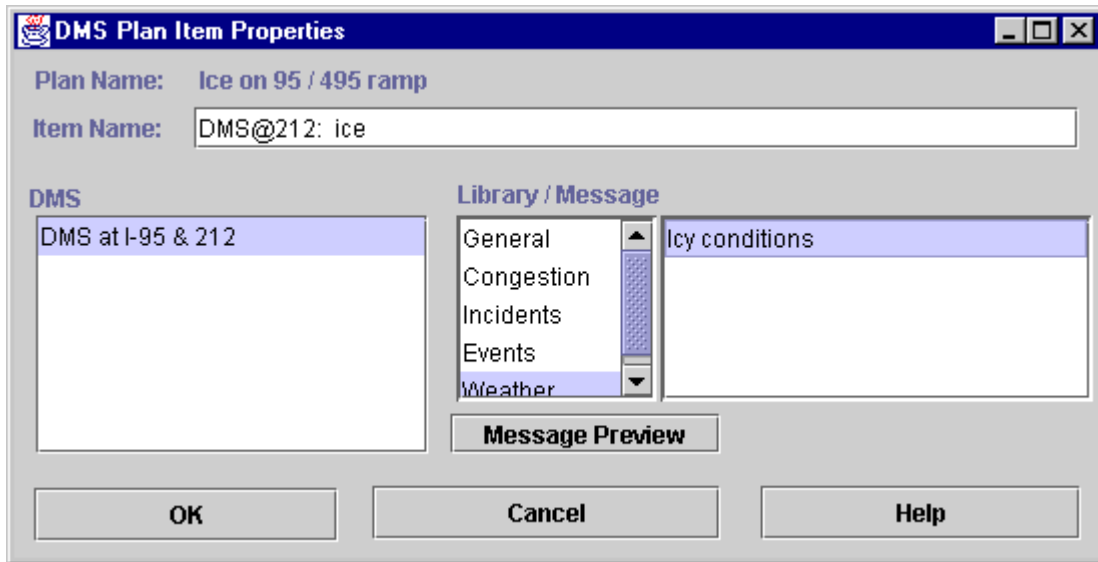 DMS Plan Item Properties
Plan Name: Ice on 95 / 495 ramp
Item Name: DMS@212: ice
DMS
DMS at I-95 & 212
Library / Message
General
Congestion
Incidents
Events
Weather
Icy conditions
Message Preview
OK
Cancel
Help